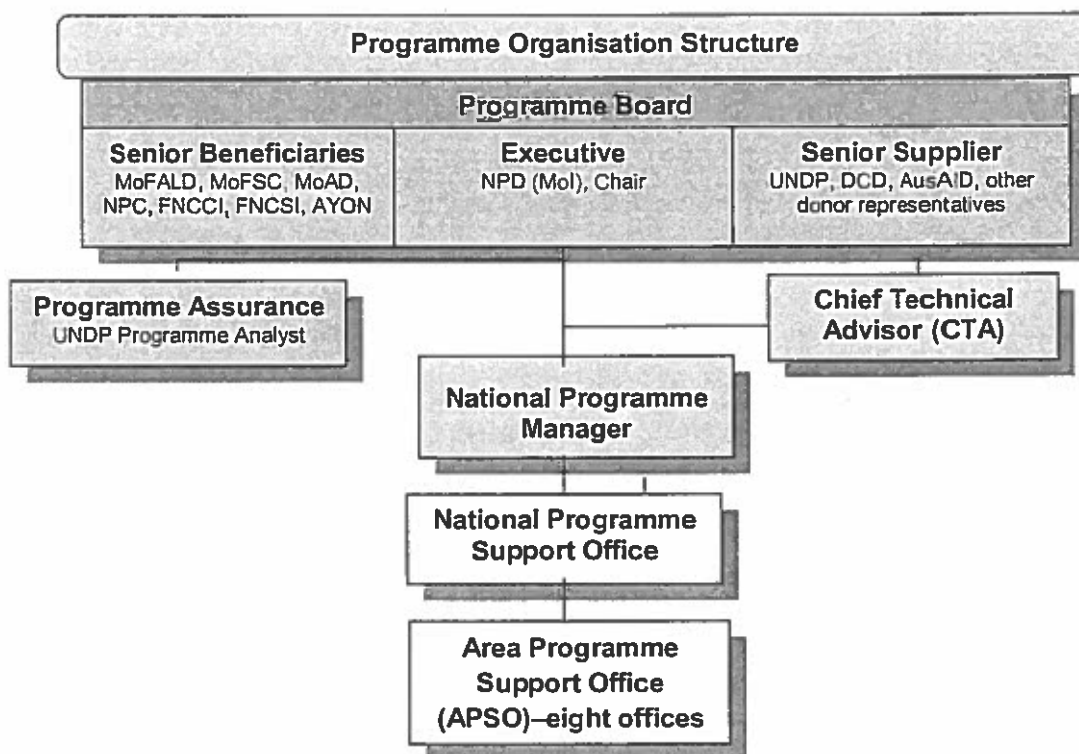 Programme Organisation Structure
Programme Board
Senior Beneficiaries
MoFALD, MoFSC, MoAD,
NPC, FNCCI, FNCSI, AYON
Executive
NPD (MoI), Chair
Senior Supplier
UNDP, DCD, AusAID, other
donor representatives
Programme Assurance
UNDP Programme Analyst
Chief Technical
Advisor (CTA)
National Programme
Manager
National Programme
Support Office
Area Programme
Support Office
(APSO)–eight offices